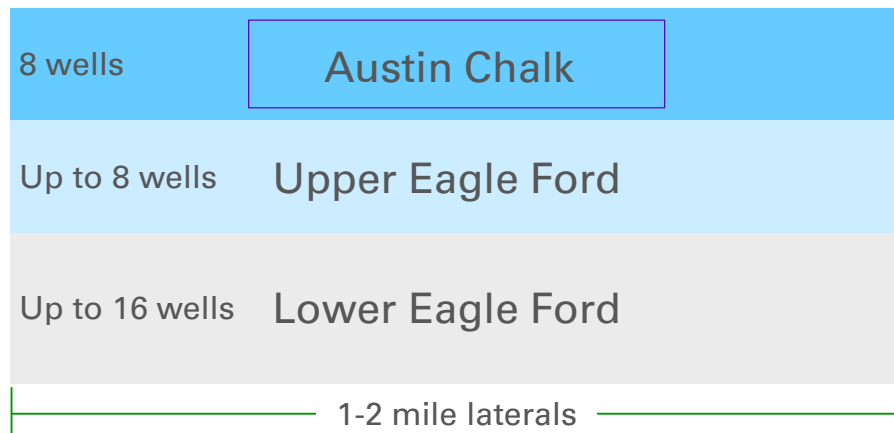 8 wells Austin Chalk
Up to 8 wells Upper Eagle Ford
Up to 16 wells Lower Eagle Ford
1-2 mile laterals